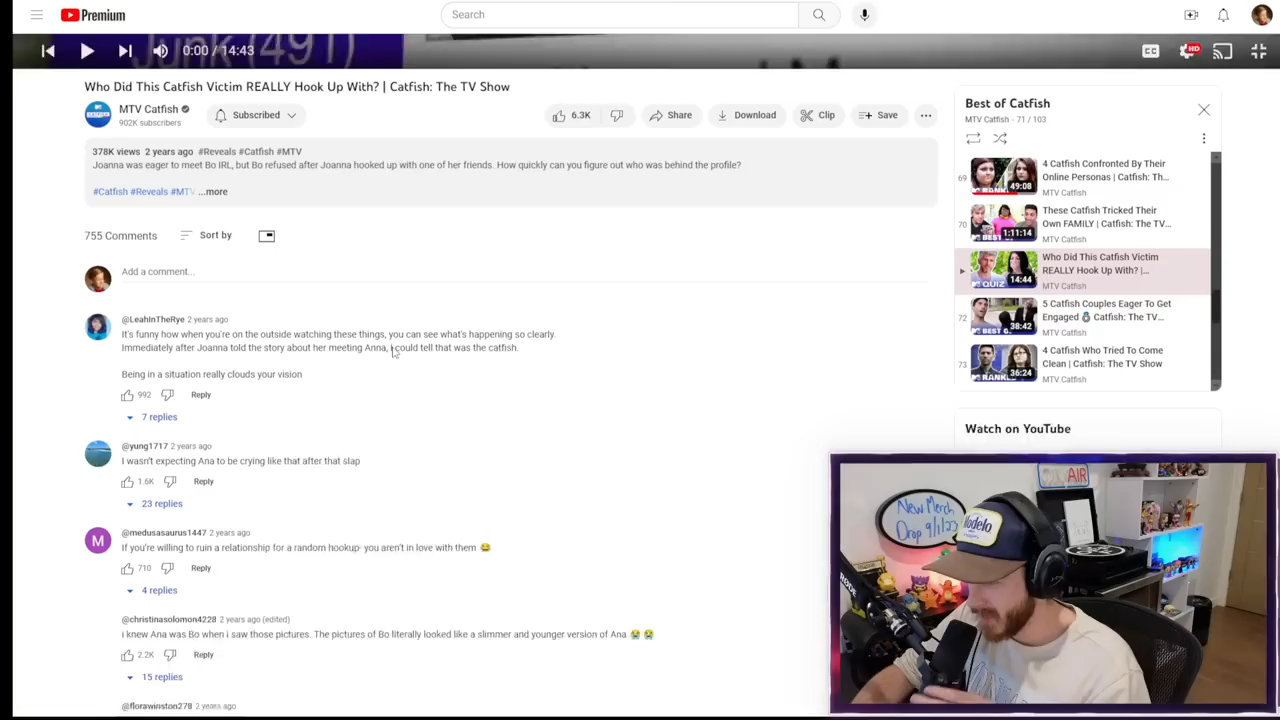 Premium
Search
Junk (491)
0:00 / 14:43
CC
HD
Who Did This Catfish Victim REALLY Hook Up With? | Catfish: The TV Show
MTV Catfish
902K subscribers
Subscribed
6.3K
Share
Download
Clip
Save
378K views 2 years ago #Reveals #Catfish #MTV
Joanna was eager to meet Bo IRL, but Bo refused after Joanna hooked up with one of her friends. How quickly can you figure out who was behind the profile?
#Catfish #Reveals #MTV ...more
755 Comments
Sort by
Add a comment...
@LeahInTheRye 2 years ago
It's funny how when you're on the outside watching these things, you can see what's happening so clearly.
Immediately after Joanna told the story about her meeting Anna, I could tell that was the catfish.
Being in a situation really clouds your vision
992
Reply
7 replies
@yung1717 2 years ago
I wasn't expecting Ana to be crying like that after that slap
1.6K
Reply
23 replies
M
@medusasaurus1447 2 years ago
If you're willing to ruin a relationship for a random hookup- you aren't in love with them 😂
710
Reply
4 replies
@christinasolomon4228 2 years ago (edited)
i knew Ana was Bo when i saw those pictures. The pictures of Bo literally looked like a slimmer and younger version of Ana 😭😭
2.2K
Reply
15 replies
@florawinston278 2 years ago
Best of Catfish
MTV Catfish - 71 / 103
69
49:08
4 Catfish Confronted By Their
Online Personas | Catfish: Th...
MTV Catfish
70
1:11:14
These Catfish Tricked Their
Own FAMILY | Catfish: The TV...
MTV Catfish
14:44
QUIZ
Who Did This Catfish Victim
REALLY Hook Up With? |...
MTV Catfish
72
38:42
5 Catfish Couples Eager To Get
Engaged 💍 Catfish: The TV...
MTV Catfish
73
36:24
4 Catfish Who Tried To Come
Clean | Catfish: The TV Show
MTV Catfish
Watch on YouTube
AIR
New Merch
Drop 9/1/23
Modelo
RØDE